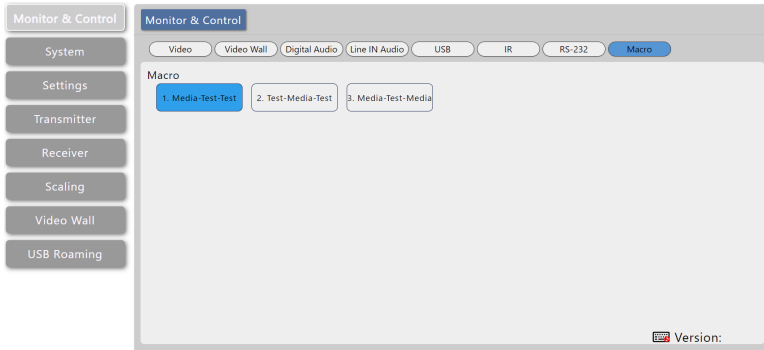 Monitor & Control
System
Settings
Transmitter
Receiver
Scaling
Video Wall
USB Roaming
Monitor & Control
Video Video Wall Digital Audio Line IN Audio USB IR RS-232 Macro
Macro
1. Media-Test-Test 2. Test-Media-Test 3. Media-Test-Media
Version: